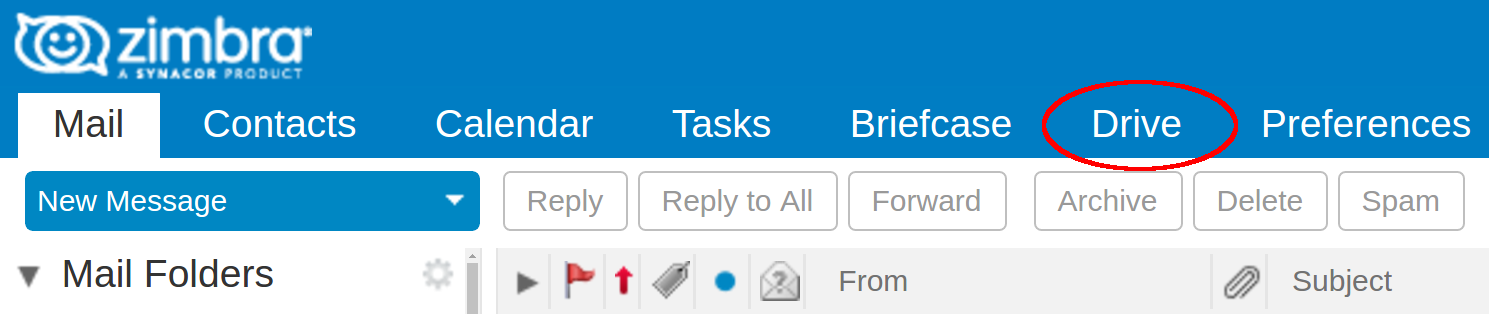 zimbra
A SYNACOR PRODUCT
Mail Contacts Calendar Tasks Briefcase Drive Preferences
New Message Reply Reply to All Forward Archive Delete Spam
Mail Folders From Subject